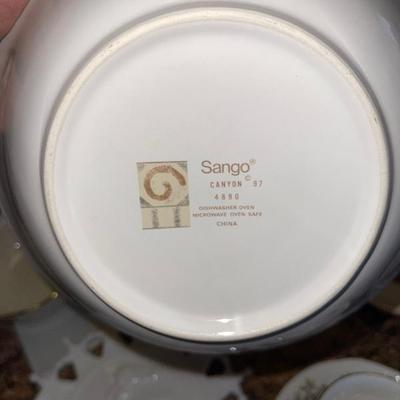 Sango®
CANYON © 97
4890
DISHWASHER OVEN
MICROWAVE OVEN SAFE
CHINA